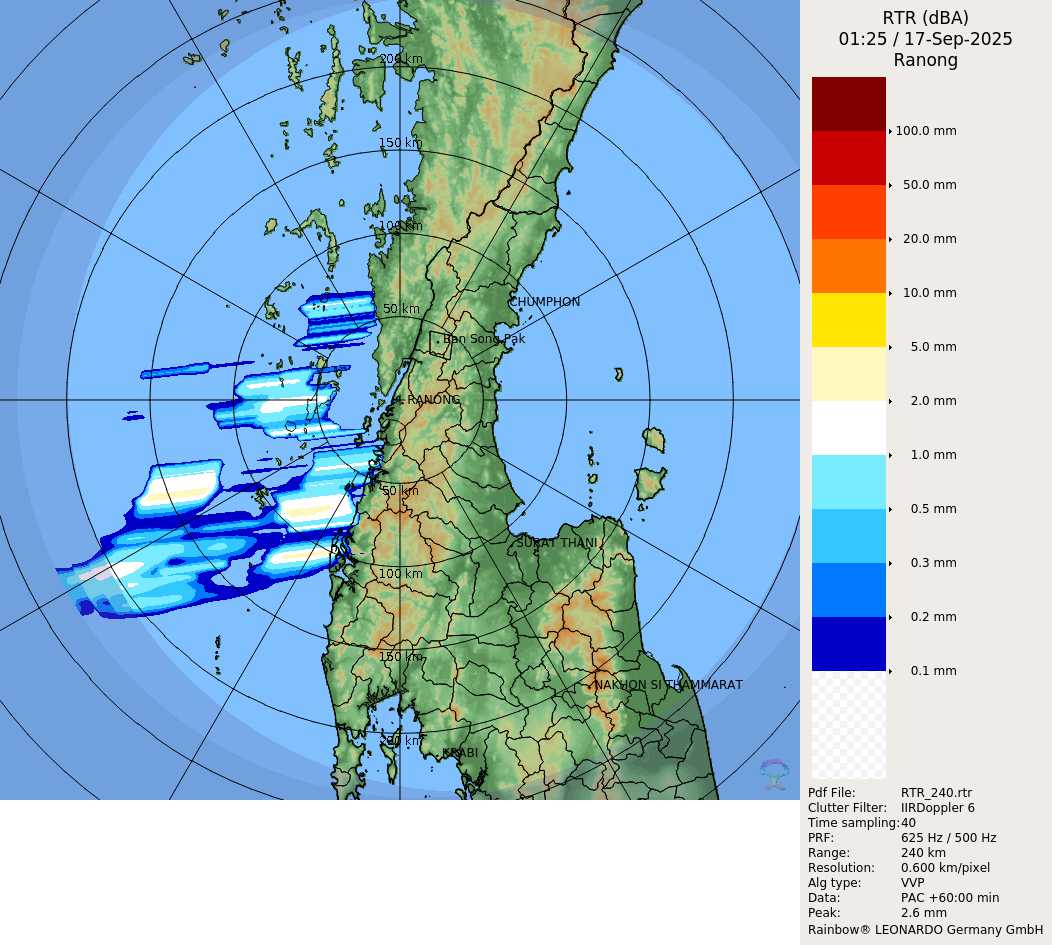 RTR (dBA)
01:25 / 17-Sep-2025
Ranong
200 km
150 km
100 km
50 km
CHUMPHON
Ban Song Pak
RANONG
50 km
SURAT THANI
100 km
150 km
NAKHON SI THAMMARAT
200 km
KRABI
100.0 mm
50.0 mm
20.0 mm
10.0 mm
5.0 mm
2.0 mm
1.0 mm
0.5 mm
0.3 mm
0.2 mm
0.1 mm
Pdf File: RTR_240.rtr
Clutter Filter: IIRDoppler 6
Time sampling:40
PRF: 625 Hz / 500 Hz
Range: 240 km
Resolution: 0.600 km/pixel
Alg type: VVP
Data: PAC +60:00 min
Peak: 2.6 mm
Rainbow® LEONARDO Germany GmbH